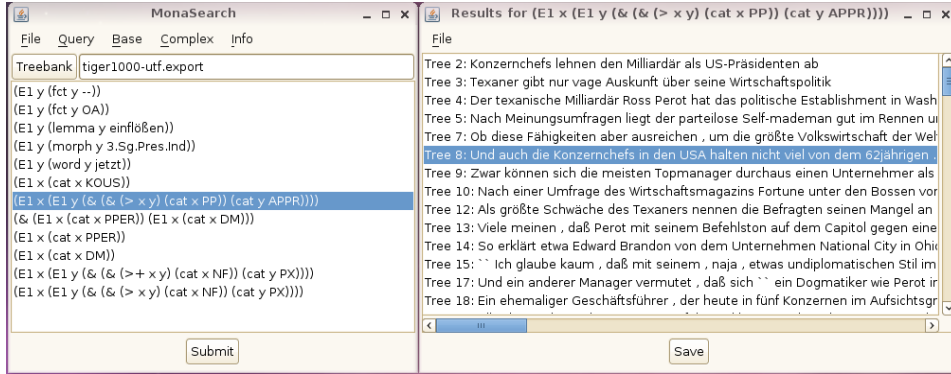 MonaSearch
File Query Base Complex Info
Treebank tiger1000-utf.export
(E1 y (fct y --))
(E1 y (fct y OA))
(E1 y (lemma y einflößen))
(E1 y (morph y 3.Sg.Pres.Ind))
(E1 y (word y jetzt))
(E1 x (cat x KOUS))
(E1 x (E1 y (& (& (> x y) (cat x PP)) (cat y APPR))))
(& (E1 x (cat x PPER)) (E1 x (cat x DM)))
(E1 x (cat x PPER))
(E1 x (cat x DM))
(E1 x (E1 y (& (& (>+ x y) (cat x NF)) (cat y PX))))
(E1 x (E1 y (& (& (> x y) (cat x NF)) (cat y PX))))
Submit
Results for (E1 x (E1 y (& (& (> x y) (cat x PP)) (cat y APPR))))
File
Tree 2: Konzernchefs lehnen den Milliardär als US-Präsidenten ab
Tree 3: Texaner gibt nur vage Auskunft über seine Wirtschaftspolitik
Tree 4: Der texanische Milliardär Ross Perot hat das politische Establishment in Wash
Tree 5: Nach Meinungsumfragen liegt der parteilose Self-mademan gut im Rennen u
Tree 7: Ob diese Fähigkeiten aber ausreichen , um die größte Volkswirtschaft der Wel
Tree 8: Und auch die Konzernchefs in den USA halten nicht viel von dem 62jährigen .
Tree 9: Zwar können sich die meisten Topmanager durchaus einen Unternehmer als
Tree 10: Nach einer Umfrage des Wirtschaftsmagazins Fortune unter den Bossen vor
Tree 12: Als größte Schwäche des Texaners nennen die Befragten seinen Mangel an
Tree 13: Viele meinen , daß Perot mit seinem Befehlston auf dem Capitol gegen eine
Tree 14: So erklärt etwa Edward Brandon von dem Unternehmen National City in Ohio
Tree 15: `` Ich glaube kaum , daß mit seinem , naja , etwas undiplomatischen Stil im
Tree 17: Und ein anderer Manager vermutet , daß sich `` ein Dogmatiker wie Perot in
Tree 18: Ein ehemaliger Geschäftsführer , der heute in fünf Konzernen im Aufsichtsgr
Save